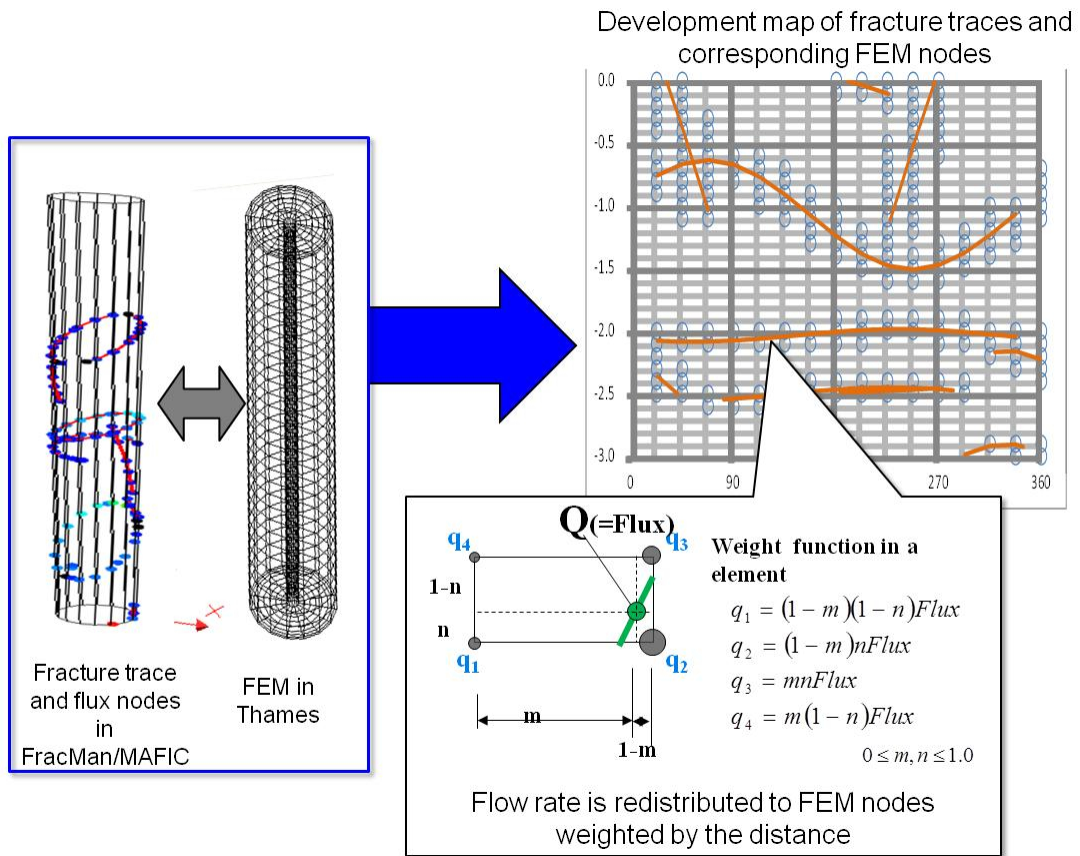 Development map of fracture traces and
corresponding FEM nodes
0.0
-0.5
-1.0
-1.5
-2.0
-2.5
-3.0
0
90
270
360
X
Fracture trace
and flux nodes
in
FracMan/MAFIC
FEM in
Thames
Q(=Flux)
q₄
q₃
1-n
n
q₁
q₂
m
1-m
Weight function in a
element
q₁ = (1 − m)(1 − n)Flux
q₂ = (1 − m)nFlux
q₃ = mnFlux
q₄ = m(1 − n)Flux
0 ≤ m, n ≤ 1.0
Flow rate is redistributed to FEM nodes
weighted by the distance